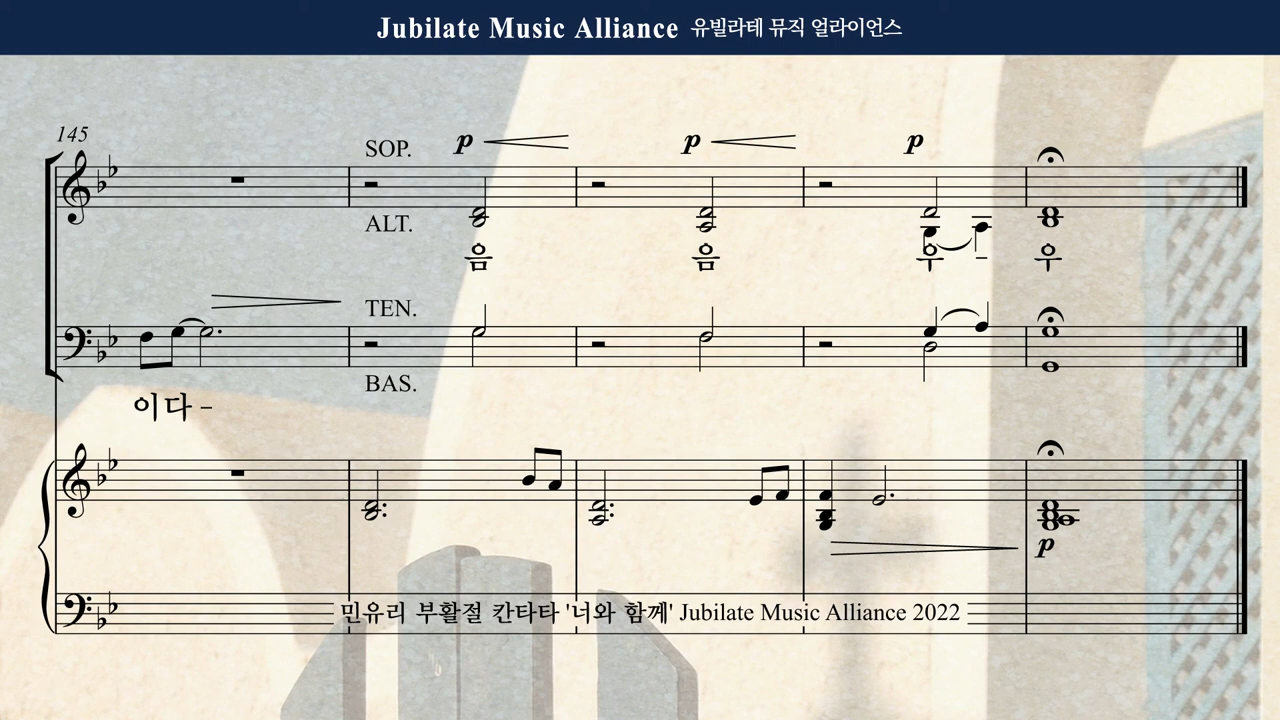 Jubilate Music Alliance 유빌라테 뮤직 얼라이언스
145
SOP. p p p
ALT.
음 음 우 - 우
TEN.
BAS.
이다 -
p
민유리 부활절 칸타타 '너와 함께' Jubilate Music Alliance 2022